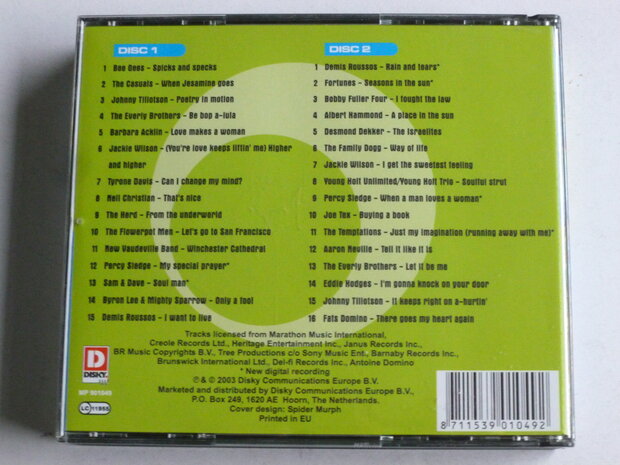 DISC 1
1 Bee Gees - Spicks and specks
2 The Casuals - When Jesamine goes
3 Johnny Tillotson - Poetry in motion
4 The Everly Brothers - Be bop a-lula
5 Barbara Acklin - Love makes a woman
6 Jackie Wilson - (You're love keeps liftin' me) Higher
and higher
7 Tyrone Davis - Can I change my mind?
8 Neil Christian - That's nice
9 The Herd - From the underworld
10 The Flowerpot Men - Let's go to San Francisco
11 New Vaudeville Band - Winchester Cathedral
12 Percy Sledge - My special prayer*
13 Sam & Dave - Soul man*
14 Byron Lee & Mighty Sparrow - Only a fool
15 Demis Roussos - I want to live
DISC 2
1 Demis Roussos - Rain and tears*
2 Fortunes - Seasons in the sun*
3 Bobby Fuller Four - I fought the law
4 Albert Hammond - A place in the sun
5 Desmond Dekker - The Israelites
6 The Family Dogg - Way of life
7 Jackie Wilson - I get the sweetest feeling
8 Young Holt Unlimited/Young Holt Trio - Soulful strut
9 Percy Sledge - When a man loves a woman*
10 Joe Tex - Buying a book
11 The Temptations - Just my imagination (running away with me)*
12 Aaron Neville - Tell it like it is
13 The Everly Brothers - Let it be me
14 Eddie Hodges - I'm gonna knock on your door
15 Johnny Tillotson - It keeps right on a-hurtin'
16 Fats Domino - There goes my heart again
Tracks licensed from Marathon Music International,
Creole Records Ltd., Heritage Entertainment Inc., Janus Records Inc.,
BR Music Copyrights B.V., Tree Productions c/o Sony Music Ent., Barnaby Records Inc.,
Brunswick International Ltd., Del-fi Records Inc., Antoine Domino
* New digital recording
℗ & © 2003 Disky Communications Europe B.V.
Marketed and distributed by Disky Communications Europe B.V.,
P.O. Box 249, 1620 AE Hoorn, The Netherlands.
Cover design: Spider Murph
Printed in EU
D
DISKY
MP 901049
LC 11955
8 711539 010492